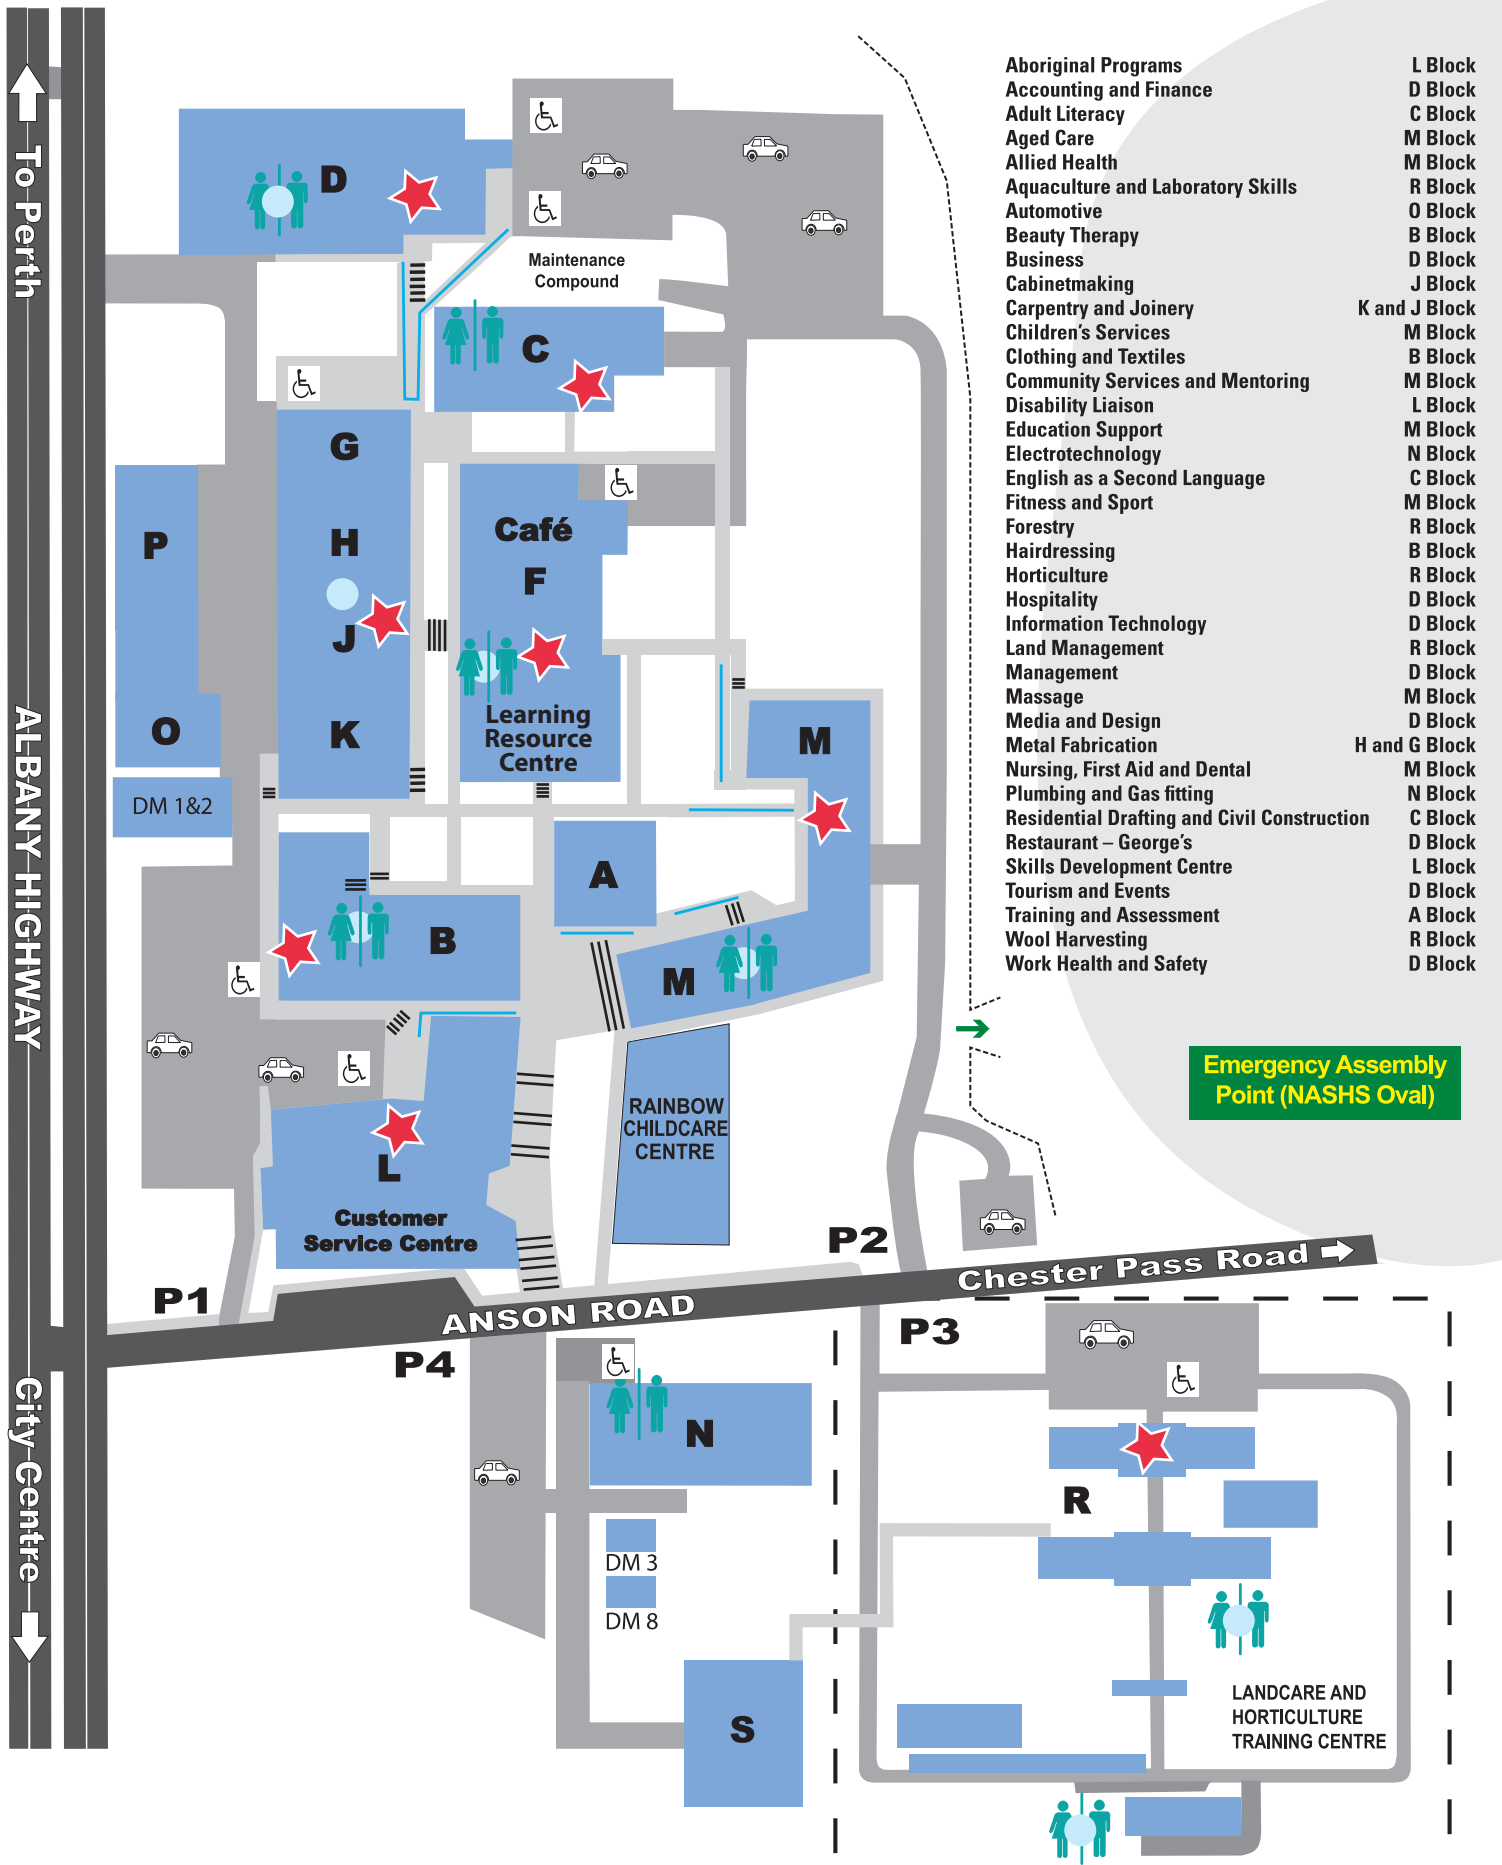 To Perth
ALBANY HIGHWAY
City Centre
D
Maintenance
Compound
C
G
H
J
K
P
O
DM 1&2
Café
F
Learning
Resource
Centre
M
A
B
M
RAINBOW
CHILDCARE
CENTRE
L
Customer
Service Centre
P1
P2
ANSON ROAD
Chester Pass Road
P3
P4
N
DM 3
DM 8
S
R
LANDCARE AND
HORTICULTURE
TRAINING CENTRE
Aboriginal Programs L Block
Accounting and Finance D Block
Adult Literacy C Block
Aged Care M Block
Allied Health M Block
Aquaculture and Laboratory Skills R Block
Automotive O Block
Beauty Therapy B Block
Business D Block
Cabinetmaking J Block
Carpentry and Joinery K and J Block
Children's Services M Block
Clothing and Textiles B Block
Community Services and Mentoring M Block
Disability Liaison L Block
Education Support M Block
Electrotechnology N Block
English as a Second Language C Block
Fitness and Sport M Block
Forestry R Block
Hairdressing B Block
Horticulture R Block
Hospitality D Block
Information Technology D Block
Land Management R Block
Management D Block
Massage M Block
Media and Design D Block
Metal Fabrication H and G Block
Nursing, First Aid and Dental M Block
Plumbing and Gas fitting N Block
Residential Drafting and Civil Construction C Block
Restaurant – George's D Block
Skills Development Centre L Block
Tourism and Events D Block
Training and Assessment A Block
Wool Harvesting R Block
Work Health and Safety D Block
Emergency Assembly
Point (NASHS Oval)